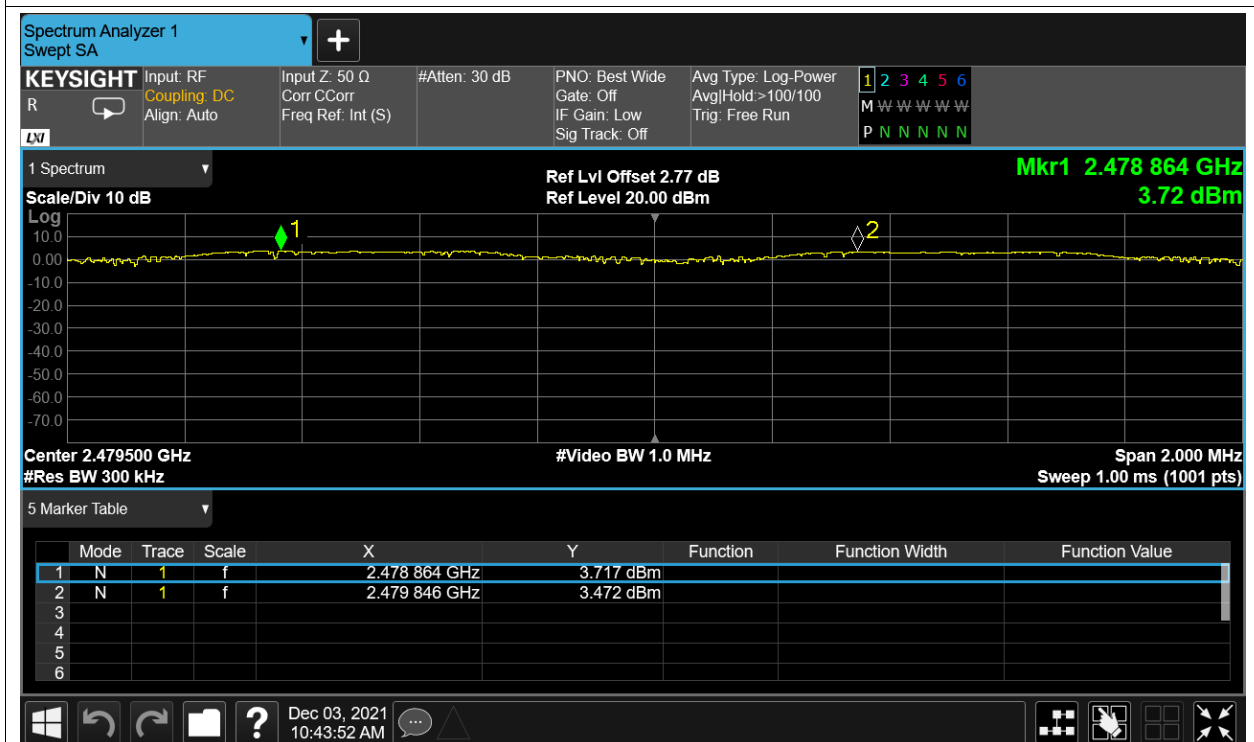 Spectrum Analyzer 1
Swept SA
KEYSIGHT
R
LXI
Input: RF
Coupling: DC
Align: Auto
Input Z: 50 Ω
Corr CCorr
Freq Ref: Int (S)
#Atten: 30 dB
PNO: Best Wide
Gate: Off
IF Gain: Low
Sig Track: Off
Avg Type: Log-Power
Avg|Hold:>100/100
Trig: Free Run
1 2 3 4 5 6
M W W W W W
P N N N N N
1 Spectrum
Scale/Div 10 dB
Ref Lvl Offset 2.77 dB
Ref Level 20.00 dBm
Mkr1 2.478 864 GHz
3.72 dBm
Log
10.0
0.00
-10.0
-20.0
-30.0
-40.0
-50.0
-60.0
-70.0
1
2
Center 2.479500 GHz
#Res BW 300 kHz
#Video BW 1.0 MHz
Span 2.000 MHz
Sweep 1.00 ms (1001 pts)
5 Marker Table
Mode Trace Scale X Y Function Function Width Function Value
1 N 1 f 2.478 864 GHz 3.717 dBm
2 N 1 f 2.479 846 GHz 3.472 dBm
3
4
5
6
?
Dec 03, 2021
10:43:52 AM